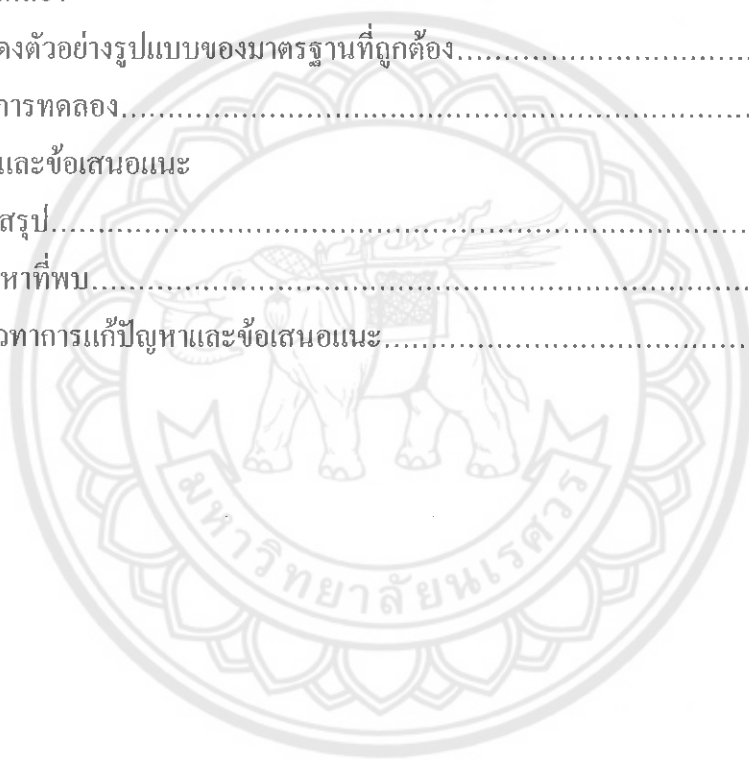 ดงตัวอย่างรูปแบบของมาตรฐานที่ถูกต้อง........................................
การทดลอง........................................................................................
และข้อเสนอแนะ
สรุป................................................................................................
หาที่พบ..........................................................................................
วทาการแก้ปัญหาและข้อเสนอแนะ................................................
มหาวิทยาลัยนเรศวร